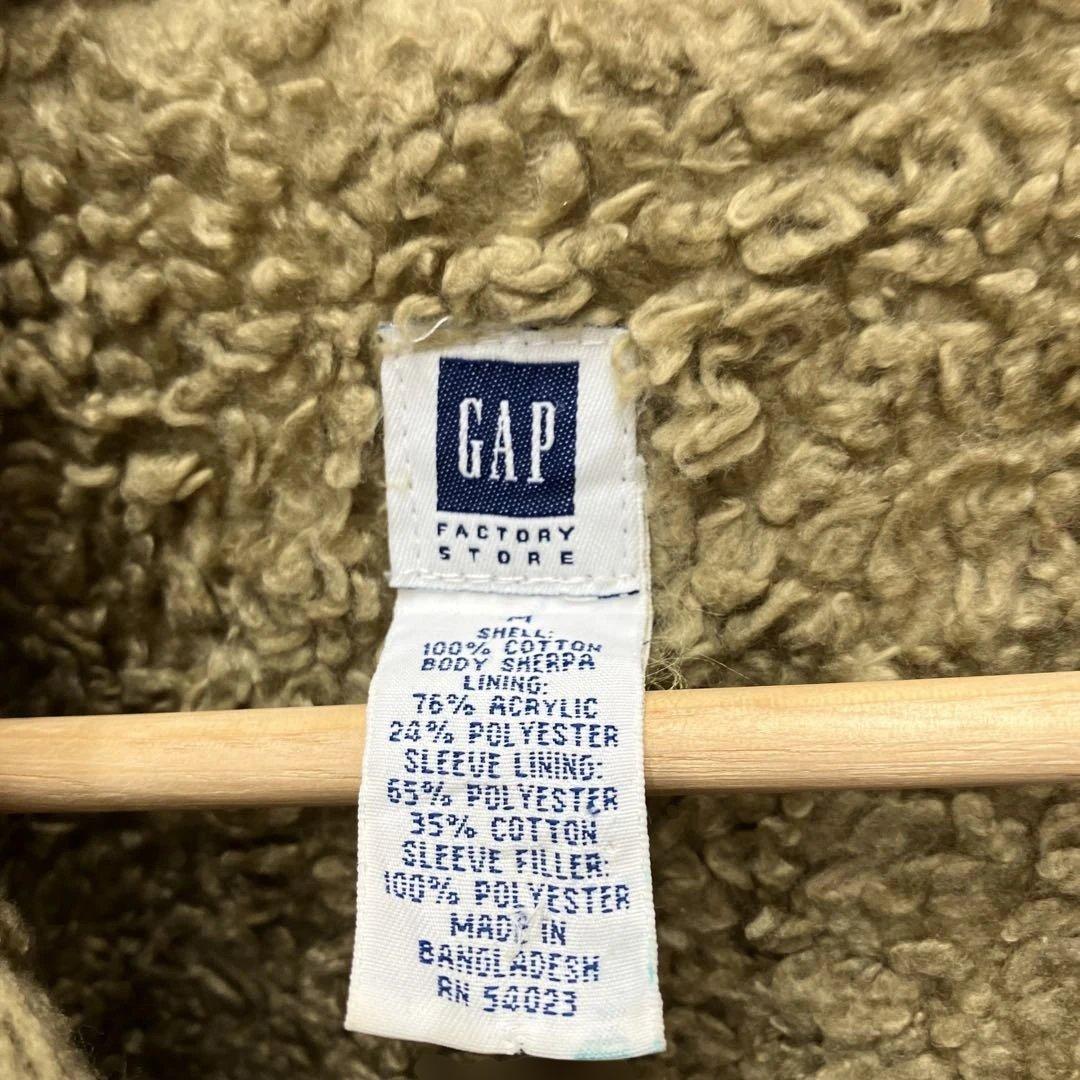 GAP
FACTORY
STORE
SHELL:
100% COTTON
BODY SHERPA
LINING:
76% ACRYLIC
24% POLYESTER
SLEEVE LINING:
65% POLYESTER
35% COTTON
SLEEVE FILLER:
100% POLYESTER
MADE IN
BANGLADESH
RN 54023